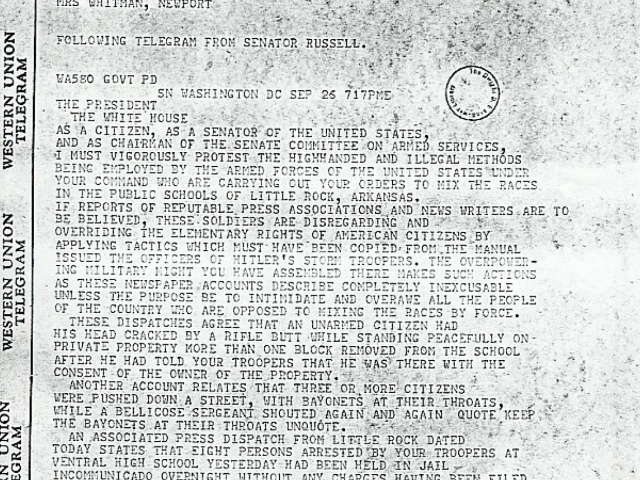 MRS WHITMAN, NEWPORT
FOLLOWING TELEGRAM FROM SENATOR RUSSELL.
WA580 GOVT PD
SN WASHINGTON DC SEP 26 717PME
THE PRESIDENT
THE WHITE HOUSE
AS A CITIZEN, AS A SENATOR OF THE UNITED STATES,
AND AS CHAIRMAN OF THE SENATE COMMITTEE ON ARMED SERVICES,
I MUST VIGOROUSLY PROTEST THE HIGHHANDED AND ILLEGAL METHODS
BEING EMPLOYED BY THE ARMED FORCES OF THE UNITED STATES UNDER
YOUR COMMAND WHO ARE CARRYING OUT YOUR ORDERS TO MIX THE RACES
IN THE PUBLIC SCHOOLS OF LITTLE ROCK, ARKANSAS.
IF REPORTS OF REPUTABLE PRESS ASSOCIATIONS AND NEWS WRITERS ARE TO
BE BELIEVED, THESE SOLDIERS ARE DISREGARDING AND
OVERRIDING THE ELEMENTARY RIGHTS OF AMERICAN CITIZENS BY
APPLYING TACTICS WHICH MUST HAVE BEEN COPIED FROM THE MANUAL
ISSUED THE OFFICERS OF HITLER'S STORM TROOPERS. THE OVERPOWER-
ING MILITARY MIGHT YOU HAVE ASSEMBLED THERE MAKES SUCH ACTIONS
AS THESE NEWSPAPER ACCOUNTS DESCRIBE COMPLETELY INEXCUSABLE
UNLESS THE PURPOSE BE TO INTIMIDATE AND OVERAWE ALL THE PEOPLE
OF THE COUNTRY WHO ARE OPPOSED TO MIXING THE RACES BY FORCE.
THESE DISPATCHES AGREE THAT AN UNARMED CITIZEN HAD
HIS HEAD CRACKED BY A RIFLE BUTT WHILE STANDING PEACEFULLY ON
PRIVATE PROPERTY MORE THAN ONE BLOCK REMOVED FROM THE SCHOOL
AFTER HE HAD TOLD YOUR TROOPERS THAT HE WAS THERE WITH THE
CONSENT OF THE OWNER OF THE PROPERTY.
ANOTHER ACCOUNT RELATES THAT THREE OR MORE CITIZENS
WERE PUSHED DOWN A STREET, WITH BAYONETS AT THEIR THROATS,
WHILE A BELLICOSE SERGEANT SHOUTED AGAIN AND AGAIN QUOTE KEEP
THE BAYONETS AT THEIR THROATS UNQUOTE.
AN ASSOCIATED PRESS DISPATCH FROM LITTLE ROCK DATED
TODAY STATES THAT EIGHT PERSONS ARRESTED BY YOUR TROOPERS AT
VENTRAL HIGH SCHOOL YESTERDAY HAD BEEN HELD IN JAIL
INCOMMUNICADO OVERNIGHT WITHOUT ANY CHARGES HAVING BEEN FILED
WESTERN UNION
TELEGRAM
WESTERN UNION
TELEGRAM
UNION
EGRAM